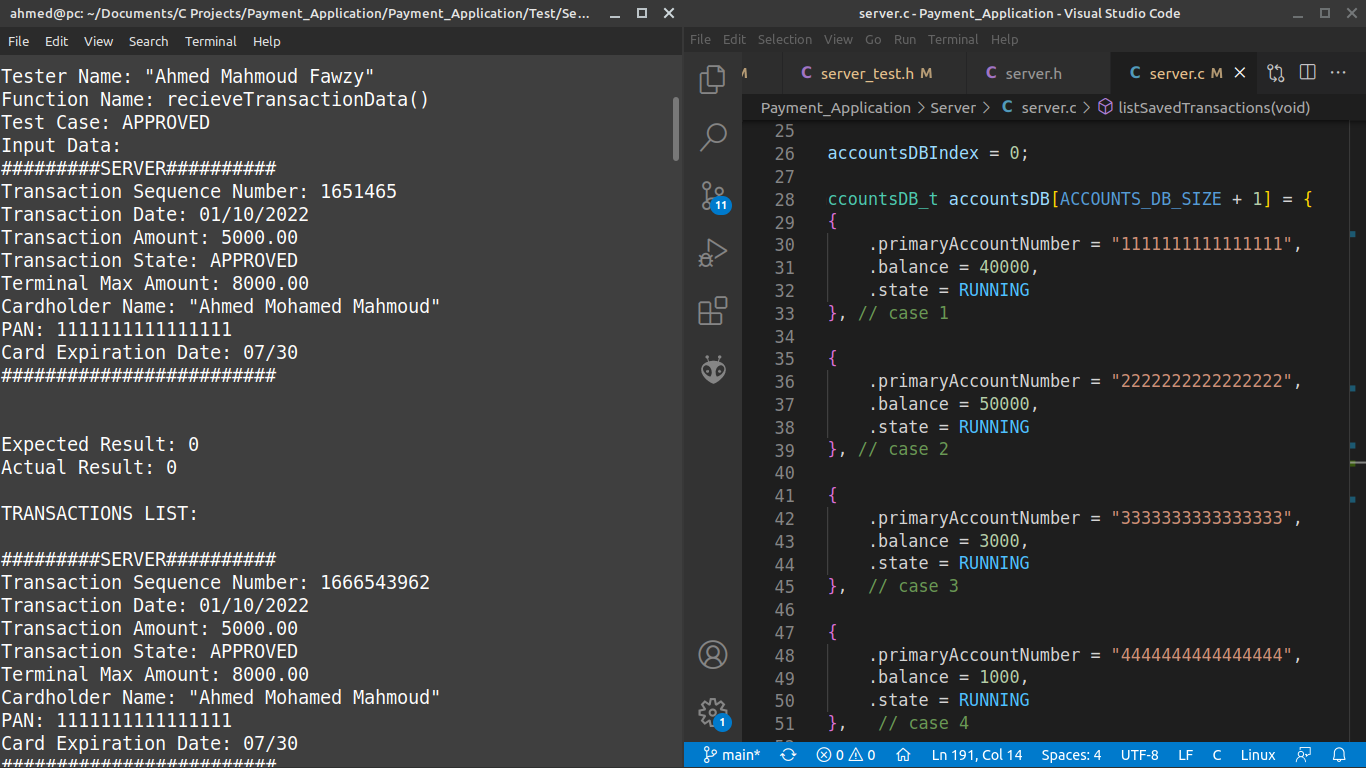 ahmed@pc: ~/Documents/C Projects/Payment_Application/Payment_Application/Test/Se...
File Edit View Search Terminal Help
Tester Name: "Ahmed Mahmoud Fawzy"
Function Name: recieveTransactionData()
Test Case: APPROVED
Input Data:
#########SERVER##########
Transaction Sequence Number: 1651465
Transaction Date: 01/10/2022
Transaction Amount: 5000.00
Transaction State: APPROVED
Terminal Max Amount: 8000.00
Cardholder Name: "Ahmed Mohamed Mahmoud"
PAN: 1111111111111111
Card Expiration Date: 07/30
#########################
Expected Result: 0
Actual Result: 0
TRANSACTIONS LIST:
#########SERVER##########
Transaction Sequence Number: 1666543962
Transaction Date: 01/10/2022
Transaction Amount: 5000.00
Transaction State: APPROVED
Terminal Max Amount: 8000.00
Cardholder Name: "Ahmed Mohamed Mahmoud"
PAN: 1111111111111111
Card Expiration Date: 07/30
#########################
server.c - Payment_Application - Visual Studio Code
File Edit Selection View Go Run Terminal Help
M C server_test.h M C server.h C server.c M
Payment_Application > Server > C server.c > listSavedTransactions(void)
25
26 accountsDBIndex = 0;
27
28 ccountsDB_t accountsDB[ACCOUNTS_DB_SIZE + 1] = {
29 {
30 .primaryAccountNumber = "1111111111111111",
31 .balance = 40000,
32 .state = RUNNING
33 }, // case 1
34
35 {
36 .primaryAccountNumber = "2222222222222222",
37 .balance = 50000,
38 .state = RUNNING
39 }, // case 2
40
41 {
42 .primaryAccountNumber = "3333333333333333",
43 .balance = 3000,
44 .state = RUNNING
45 }, // case 3
46
47 {
48 .primaryAccountNumber = "4444444444444444",
49 .balance = 1000,
50 .state = RUNNING
51 }, // case 4
11
1
main* 0 0 Ln 191, Col 14 Spaces: 4 UTF-8 LF C Linux